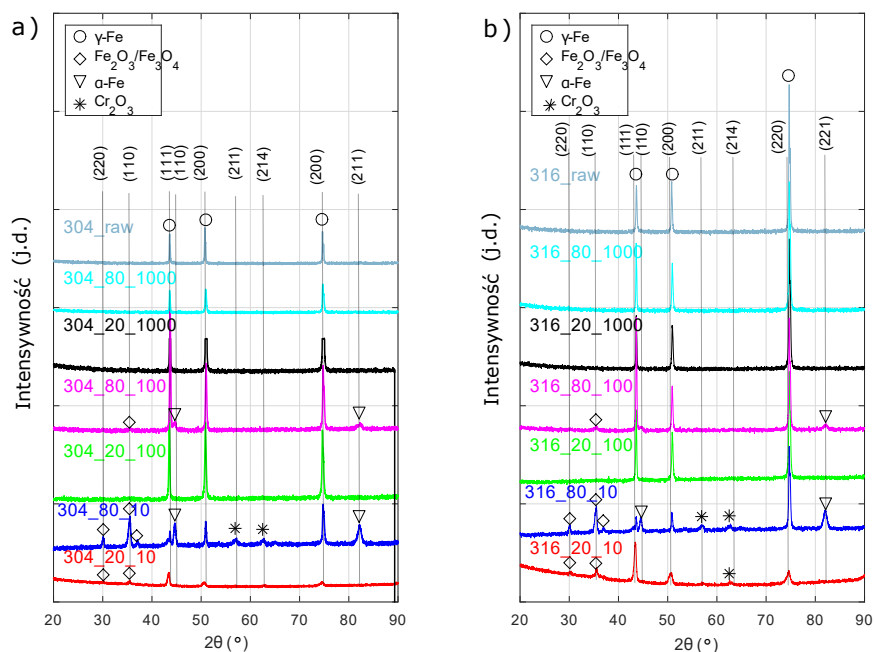 a)
γ-Fe
Fe₂O₃/Fe₃O₄
α-Fe
Cr₂O₃
(220)
(110)
(111)
(110)
(200)
(211)
(214)
(200)
(211)
304_raw
304_80_1000
304_20_1000
304_80_100
304_20_100
304_80_10
304_20_10
Intensywność (j.d.)
20 30 40 50 60 70 80 90
2θ (°)
b)
γ-Fe
Fe₂O₃/Fe₃O₄
α-Fe
Cr₂O₃
(220)
(110)
(111)
(110)
(200)
(211)
(214)
(220)
(221)
316_raw
316_80_1000
316_20_1000
316_80_100
316_20_100
316_80_10
316_20_10
Intensywność (j.d.)
20 30 40 50 60 70 80 90
2θ (°)